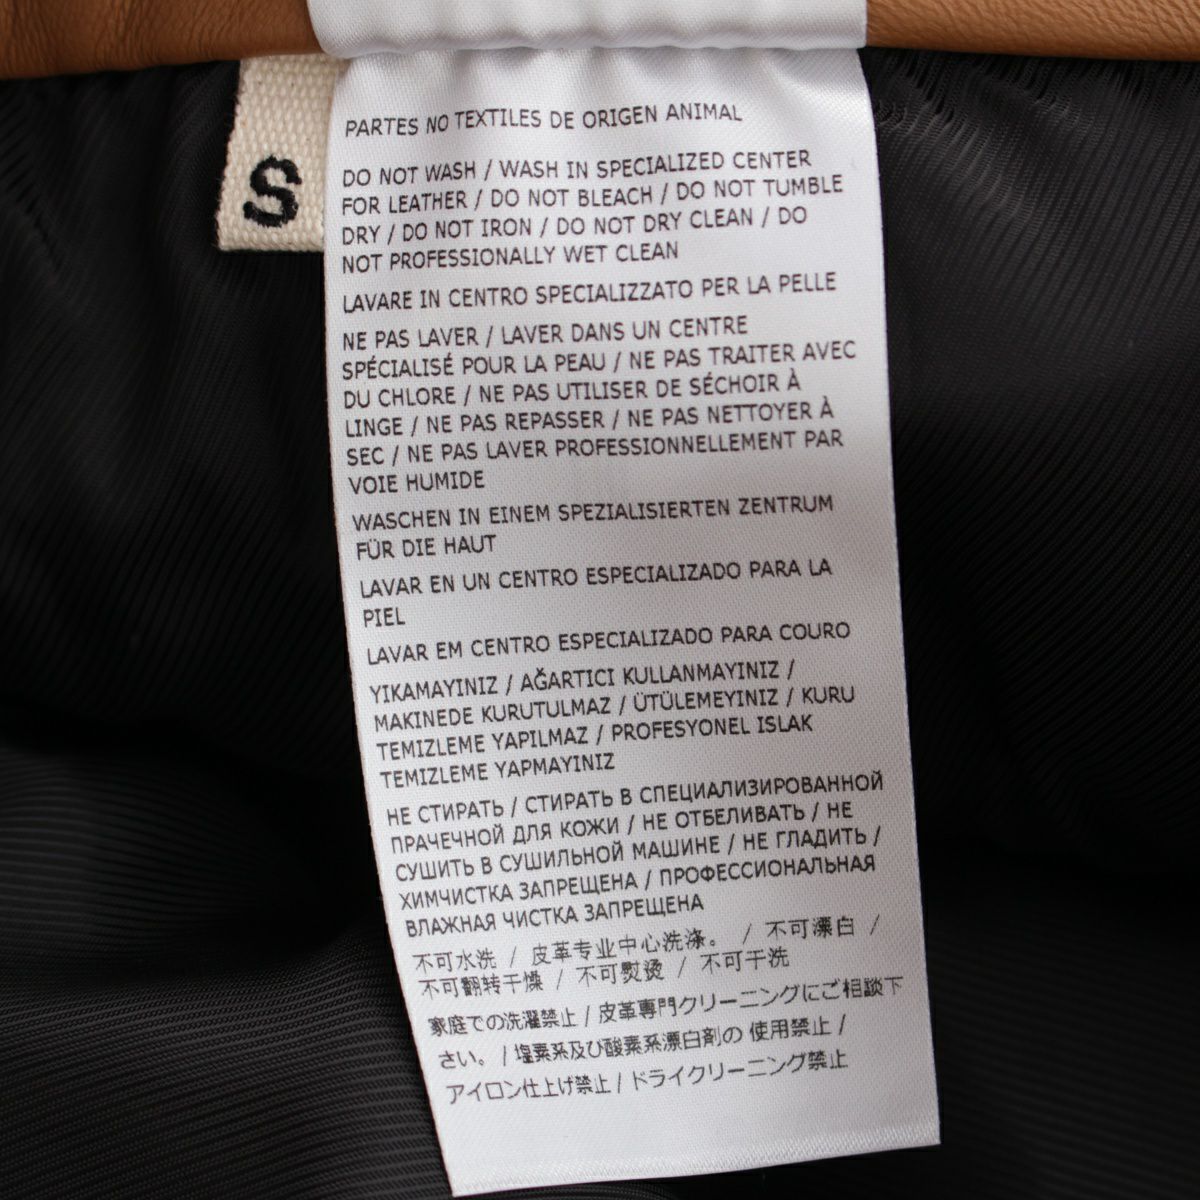 S
PARTES NO TEXTILES DE ORIGEN ANIMAL
DO NOT WASH / WASH IN SPECIALIZED CENTER
FOR LEATHER / DO NOT BLEACH / DO NOT TUMBLE
DRY / DO NOT IRON / DO NOT DRY CLEAN / DO
NOT PROFESSIONALLY WET CLEAN
LAVARE IN CENTRO SPECIALIZZATO PER LA PELLE
NE PAS LAVER / LAVER DANS UN CENTRE
SPÉCIALISÉ POUR LA PEAU / NE PAS TRAITER AVEC
DU CHLORE / NE PAS UTILISER DE SÉCHOIR À
LINGE / NE PAS REPASSER / NE PAS NETTOYER À
SEC / NE PAS LAVER PROFESSIONNELLEMENT PAR
VOIE HUMIDE
WASCHEN IN EINEM SPEZIALISIERTEN ZENTRUM
FÜR DIE HAUT
LAVAR EN UN CENTRO ESPECIALIZADO PARA LA
PIEL
LAVAR EM CENTRO ESPECIALIZADO PARA COURO
YIKAMAYINIZ / AĞARTICI KULLANMAYINIZ /
MAKINEDE KURUTULMAZ / ÜTÜLEMEYINIZ / KURU
TEMIZLEME YAPILMAZ / PROFESYONEL ISLAK
TEMIZLEME YAPMAYINIZ
НЕ СТИРАТЬ / СТИРАТЬ В СПЕЦИАЛИЗИРОВАННОЙ
ПРАЧЕЧНОЙ ДЛЯ КОЖИ / НЕ ОТБЕЛИВАТЬ / НЕ
СУШИТЬ В СУШИЛЬНОЙ МАШИНЕ / НЕ ГЛАДИТЬ /
ХИМЧИСТКА ЗАПРЕЩЕНА / ПРОФЕССИОНАЛЬНАЯ
ВЛАЖНАЯ ЧИСТКА ЗАПРЕЩЕНА
不可水洗 / 皮革专业中心洗涤。 / 不可漂白 /
不可翻转干燥 / 不可熨烫 / 不可干洗
家庭での洗濯禁止 / 皮革専門クリーニングにご相談下
さい。 / 塩素系及び酸素系漂白剤の 使用禁止 /
アイロン仕上げ禁止 / ドライクリーニング禁止